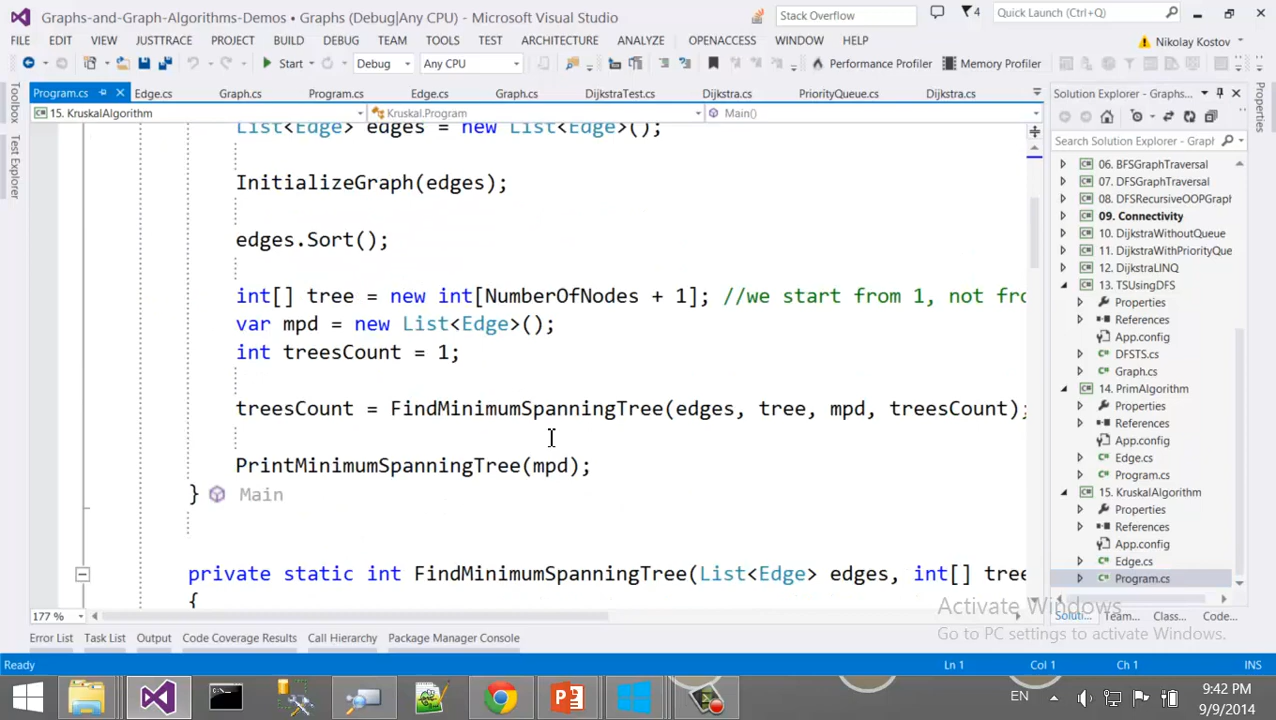 Graphs-and-Graph-Algorithms-Demos • Graphs (Debug|Any CPU) - Microsoft Visual Studio
Stack Overflow
4
Quick Launch (Ctrl+Q)
FILE EDIT VIEW JUSTTRACE PROJECT BUILD DEBUG TEAM TOOLS TEST ARCHITECTURE ANALYZE OPENACCESS WINDOW HELP
Nikolay Kostov
Start Debug Any CPU Performance Profiler Memory Profiler
Toolbox
Test Explorer
Program.cs Edge.cs Graph.cs Program.cs Edge.cs Graph.cs DijkstraTest.cs Dijkstra.cs PriorityQueue.cs Dijkstra.cs
15. KruskalAlgorithm Kruskal.Program Main()
List<Edge> edges = new List<Edge>();
InitializeGraph(edges);
edges.Sort();
int[] tree = new int[NumberOfNodes + 1]; //we start from 1, not fro
var mpd = new List<Edge>();
int treesCount = 1;
treesCount = FindMinimumSpanningTree(edges, tree, mpd, treesCount);
PrintMinimumSpanningTree(mpd);
} Main
private static int FindMinimumSpanningTree(List<Edge> edges, int[] tree
{
177 %
Solution Explorer - Graphs...
Properties
Search Solution Explorer - Graph
06. BFSGraphTraversal
07. DFSGraphTraversal
08. DFSRecursiveOOPGraph
09. Connectivity
10. DijkstraWithoutQueue
11. DijkstraWithPriorityQue
12. DijkstraLINQ
13. TSUsingDFS
Properties
References
App.config
DFSTS.cs
Graph.cs
14. PrimAlgorithm
Properties
References
App.config
Edge.cs
Program.cs
15. KruskalAlgorithm
Properties
References
App.config
Edge.cs
Program.cs
Soluti... Team... Class... Code...
Activate Windows
Go to PC settings to activate Windows.
Error List Task List Output Code Coverage Results Call Hierarchy Package Manager Console
Ready Ln 1 Col 1 Ch 1 INS
EN
9:42 PM
9/9/2014